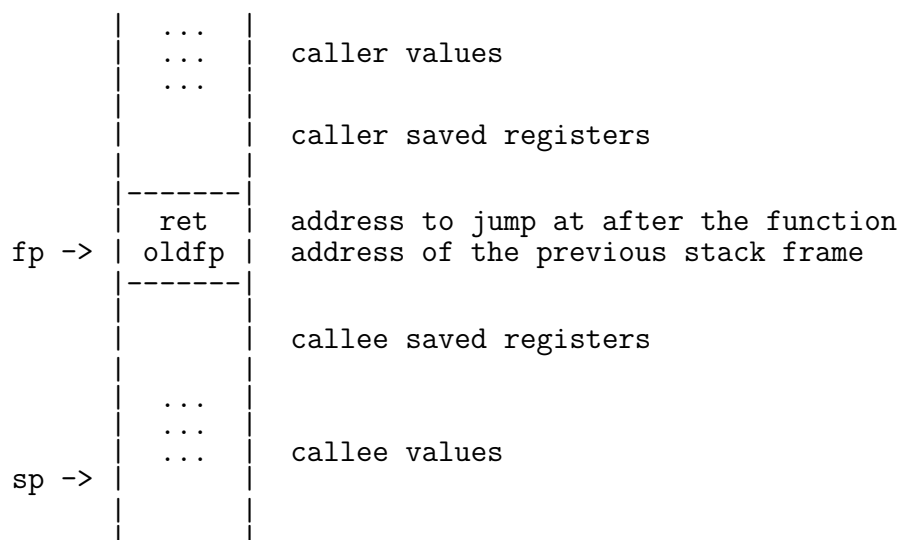 ...
... caller values
...
caller saved registers
ret address to jump at after the function
fp -> oldfp address of the previous stack frame
callee saved registers
...
...
... callee values
sp ->